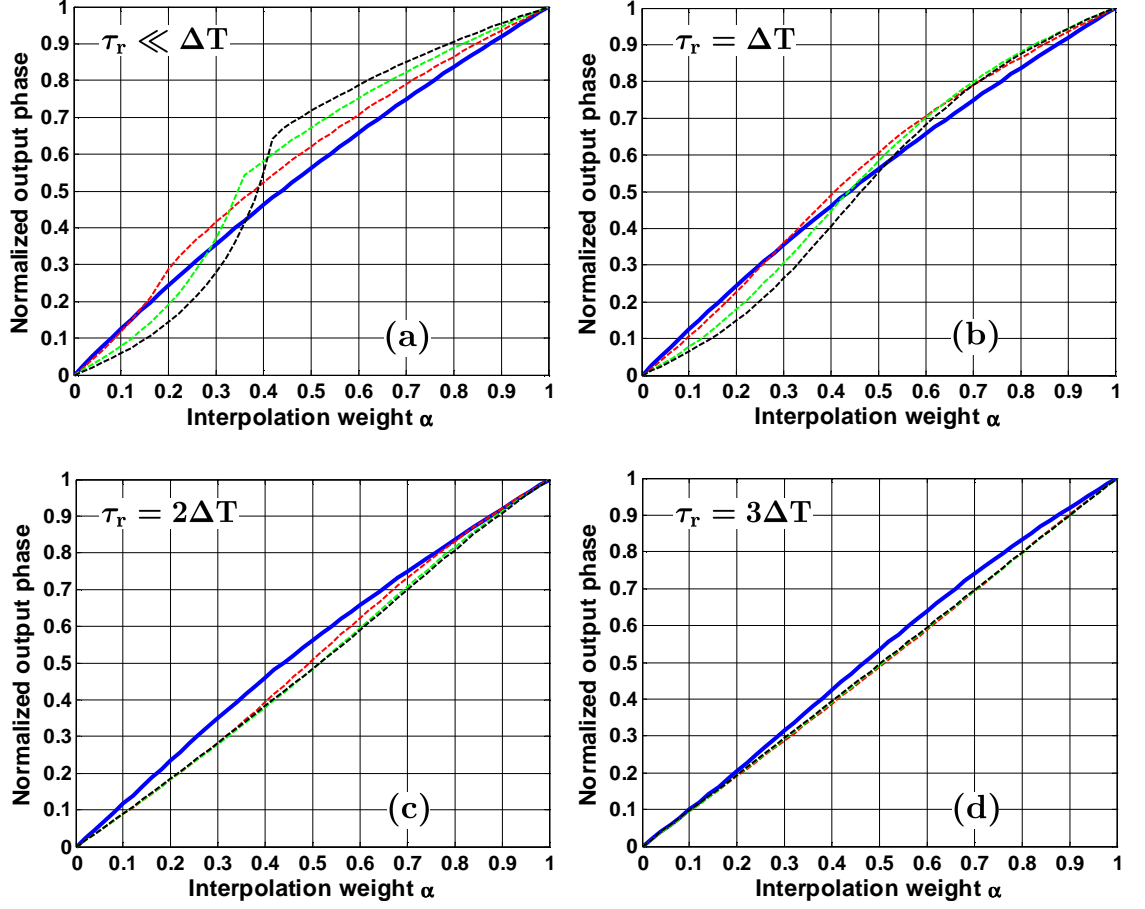 1
0.9
0.8
0.7
0.6
0.5
0.4
0.3
0.2
0.1
0
Normalized output phase
τr ≪ ΔT
(a)
0.1 0.2 0.3 0.4 0.5 0.6 0.7 0.8 0.9 1
Interpolation weight α
1
0.9
0.8
0.7
0.6
0.5
0.4
0.3
0.2
0.1
0
Normalized output phase
τr = ΔT
(b)
0 0.1 0.2 0.3 0.4 0.5 0.6 0.7 0.8 0.9 1
Interpolation weight α
1
0.9
0.8
0.7
0.6
0.5
0.4
0.3
0.2
0.1
0
Normalized output phase
τr = 2ΔT
(c)
0 0.1 0.2 0.3 0.4 0.5 0.6 0.7 0.8 0.9 1
Interpolation weight α
1
0.9
0.8
0.7
0.6
0.5
0.4
0.3
0.2
0.1
0
Normalized output phase
τr = 3ΔT
(d)
0 0.1 0.2 0.3 0.4 0.5 0.6 0.7 0.8 0.9 1
Interpolation weight α